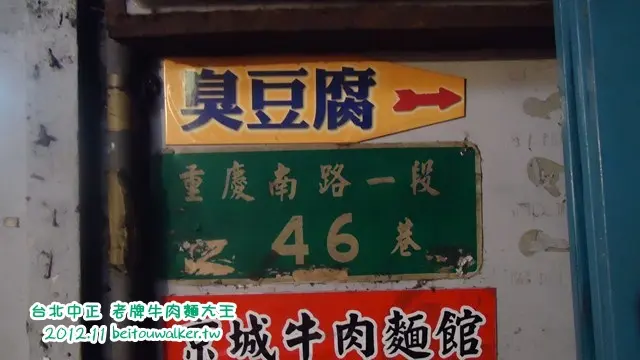 臭豆腐
重慶南路一段
46巷
京城牛肉麵館
台北中正 老牌牛肉麵大王
2012.11 beitouwalker.tw